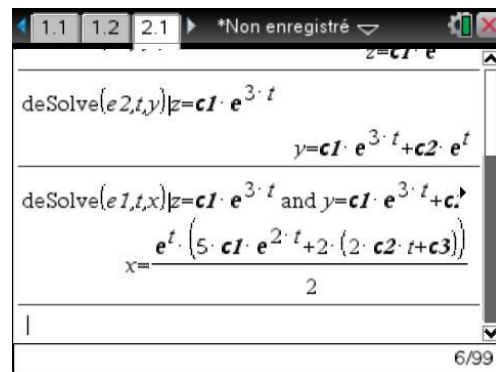 1.1 1.2 2.1 *Non enregistré
z=c1· e
deSolve(e2,t,y)|z=c1· e^3· t
y=c1· e^3· t+c2· e^t
deSolve(e1,t,x)|z=c1· e^3· t and y=c1· e^3· t+c
x=e^t· (5· c1· e^2· t+2· (2· c2· t+c3))
2
6/99